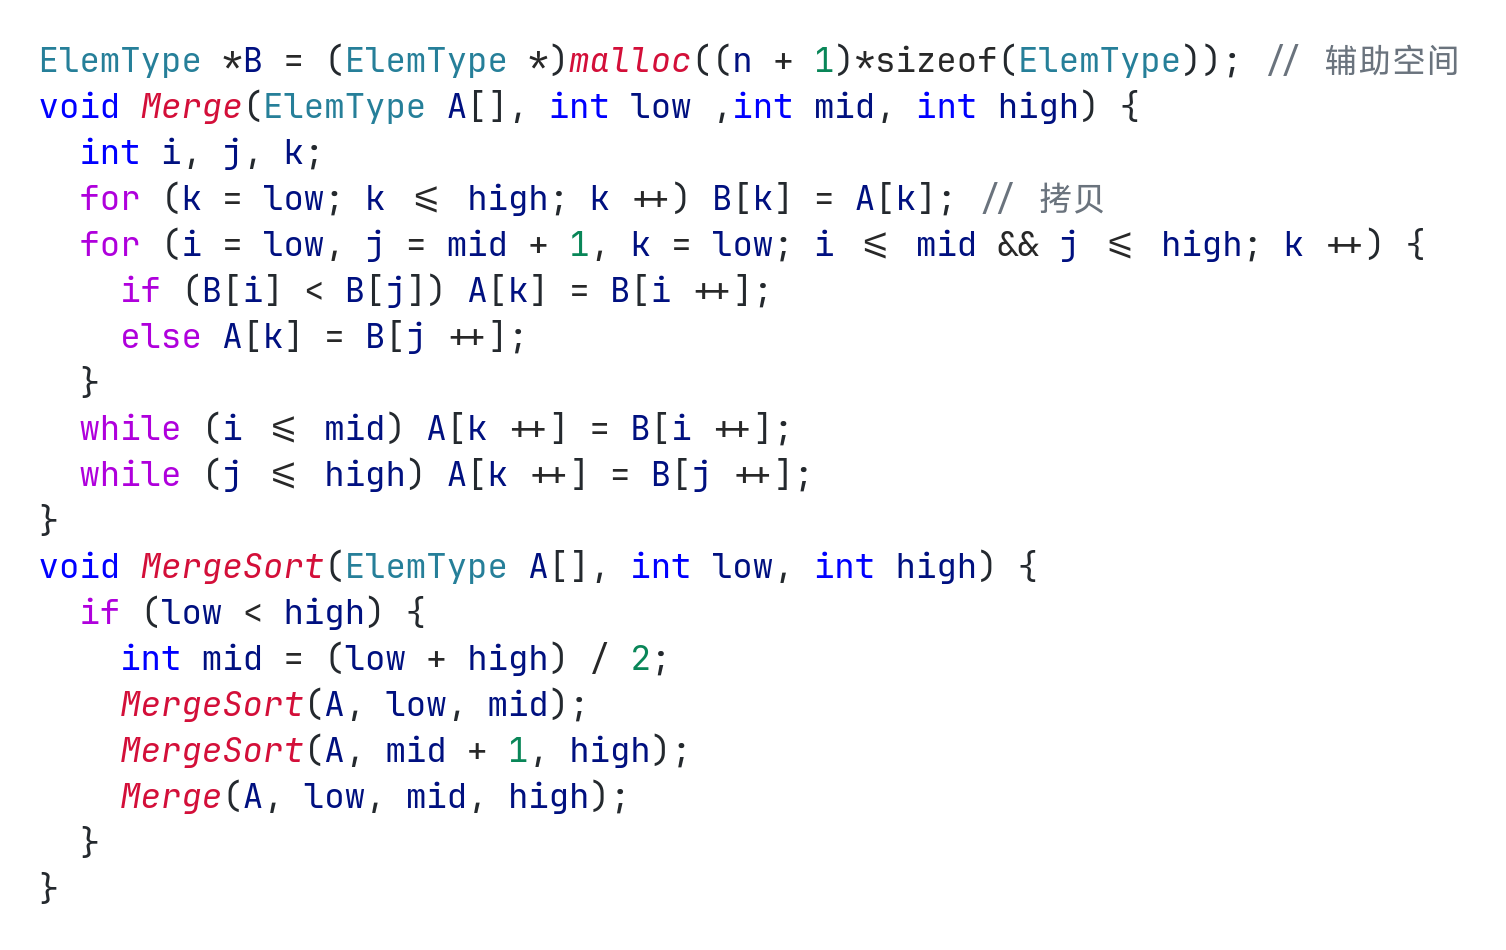 ElemType *B = (ElemType *)malloc((n + 1)*sizeof(ElemType)); // 辅助空间
void Merge(ElemType A[], int low ,int mid, int high) {
  int i, j, k;
  for (k = low; k <= high; k ++) B[k] = A[k]; // 拷贝
  for (i = low, j = mid + 1, k = low; i <= mid && j <= high; k ++) {
    if (B[i] < B[j]) A[k] = B[i ++];
    else A[k] = B[j ++];
  }
  while (i <= mid) A[k ++] = B[i ++];
  while (j <= high) A[k ++] = B[j ++];
}
void MergeSort(ElemType A[], int low, int high) {
  if (low < high) {
    int mid = (low + high) / 2;
    MergeSort(A, low, mid);
    MergeSort(A, mid + 1, high);
    Merge(A, low, mid, high);
  }
}